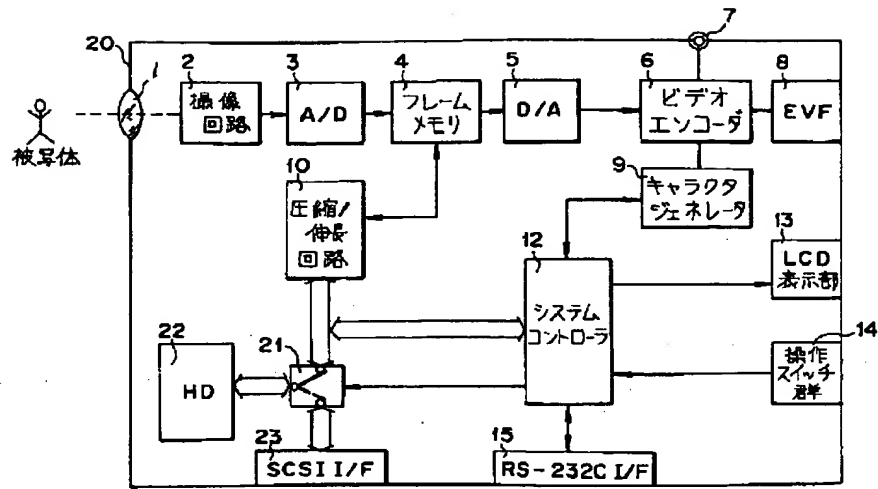 20
1
2
撮像
回路
3
A/D
4
フレーム
メモリ
5
D/A
6
ビデオ
エンコーダ
7
8
EVF
被写体
10
圧縮/
伸長
回路
9
キャラクタ
ジェネレータ
12
システム
コントローラ
13
LCD
表示部
14
操作
スイッチ
群
22
HD
21
23
SCSI I/F
15
RS-232C I/F